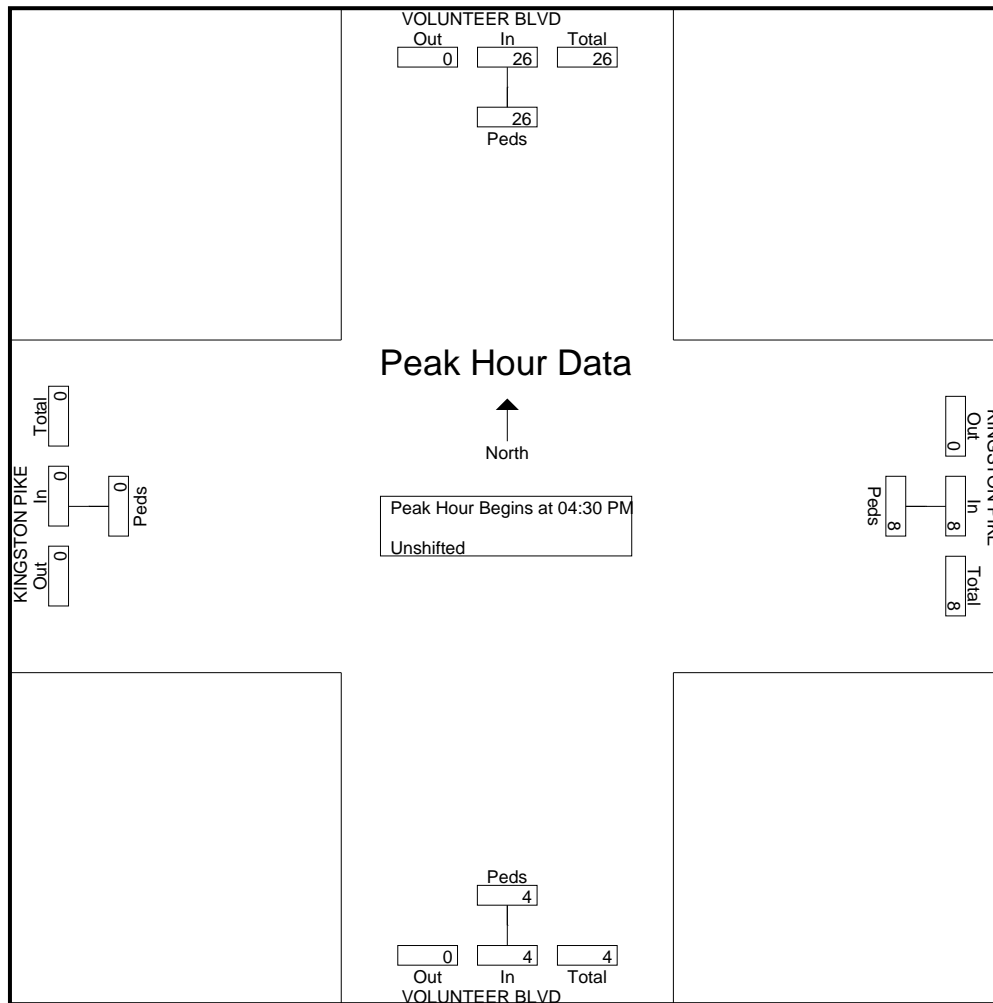 VOLUNTEER BLVD
Out In Total
0 26 26
26
Peds
Peak Hour Data
North
Peak Hour Begins at 04:30 PM
Unshifted
KINGSTON PIKE
Out In Total
0 0 0
0
Peds
KINGSTON PIKE
Out In Total
0 8 8
8
Peds
Peds
4
0 4 4
Out In Total
VOLUNTEER BLVD